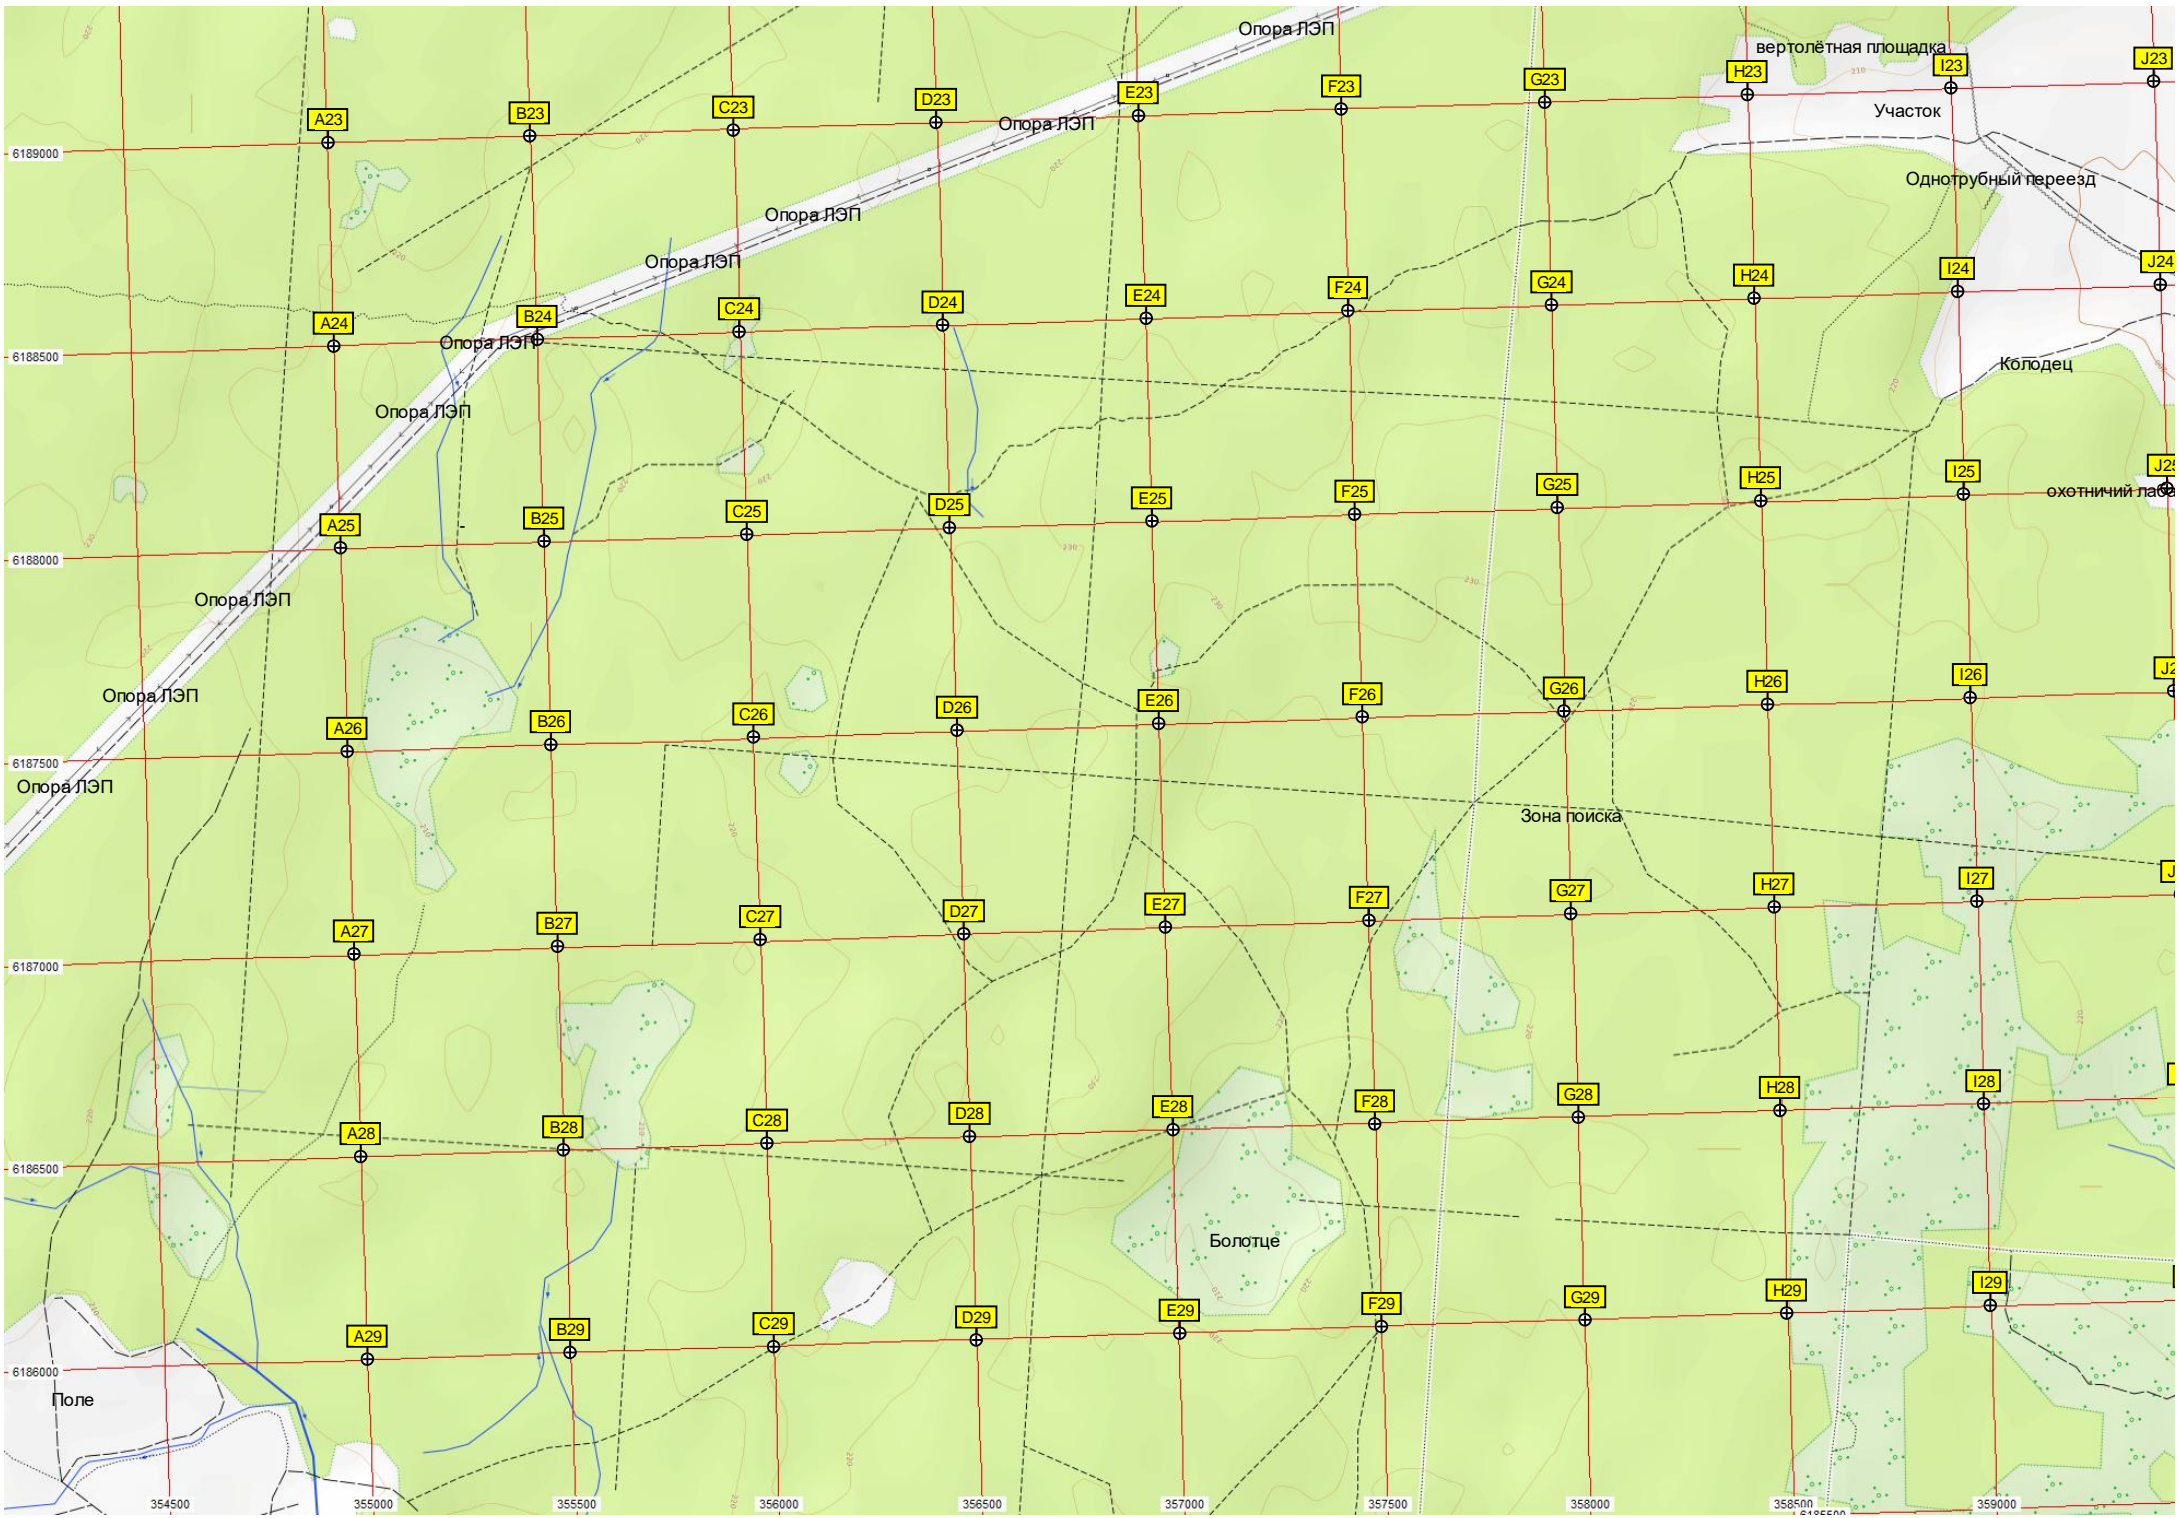 Опора ЛЭП
вертолётная площадка
A23
B23
C23
D23
E23
F23
G23
H23
I23
J23
Опора ЛЭП
Участок
6189000
Однотрубный переезд
Опора ЛЭП
Опора ЛЭП
A24
B24
C24
D24
E24
F24
G24
H24
I24
J24
Опора ЛЭП
6188500
Колодец
Опора ЛЭП
A25
B25
C25
D25
E25
F25
G25
H25
I25
охотничий
6188000
Опора ЛЭП
Опора ЛЭП
A26
B26
C26
D26
E26
F26
G26
H26
I26
6187500
Опора ЛЭП
Зона поиска
A27
B27
C27
D27
E27
F27
G27
H27
I27
6187000
A28
B28
C28
D28
E28
F28
G28
H28
I28
6186500
Болотце
A29
B29
C29
D29
E29
F29
G29
H29
I29
6186000
Поле
354500
355000
355500
356000
356500
357000
357500
358000
358500
359000
6185500